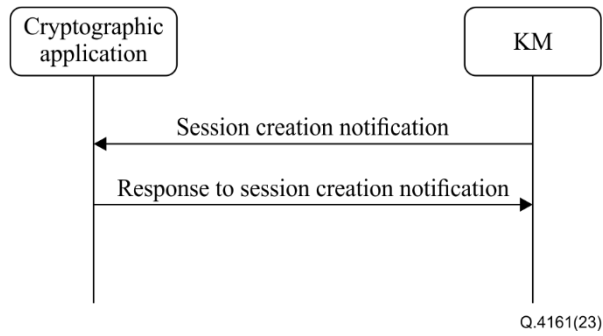 Cryptographic
application
KM
Session creation notification
Response to session creation notification
Q.4161(23)